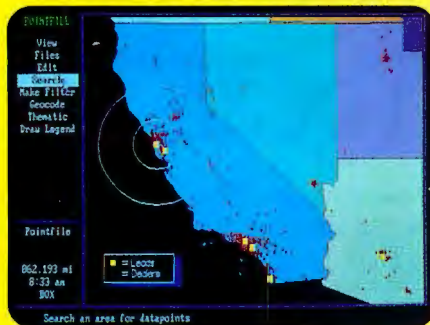 POINTFILL
View
Files
Edit
Search
Make Filter
Geocode
Thematic
Draw Legend
Pointfile
862.193 mi
8:33 am
BOX
= Leads
= Dealers
Search an area for datapoints